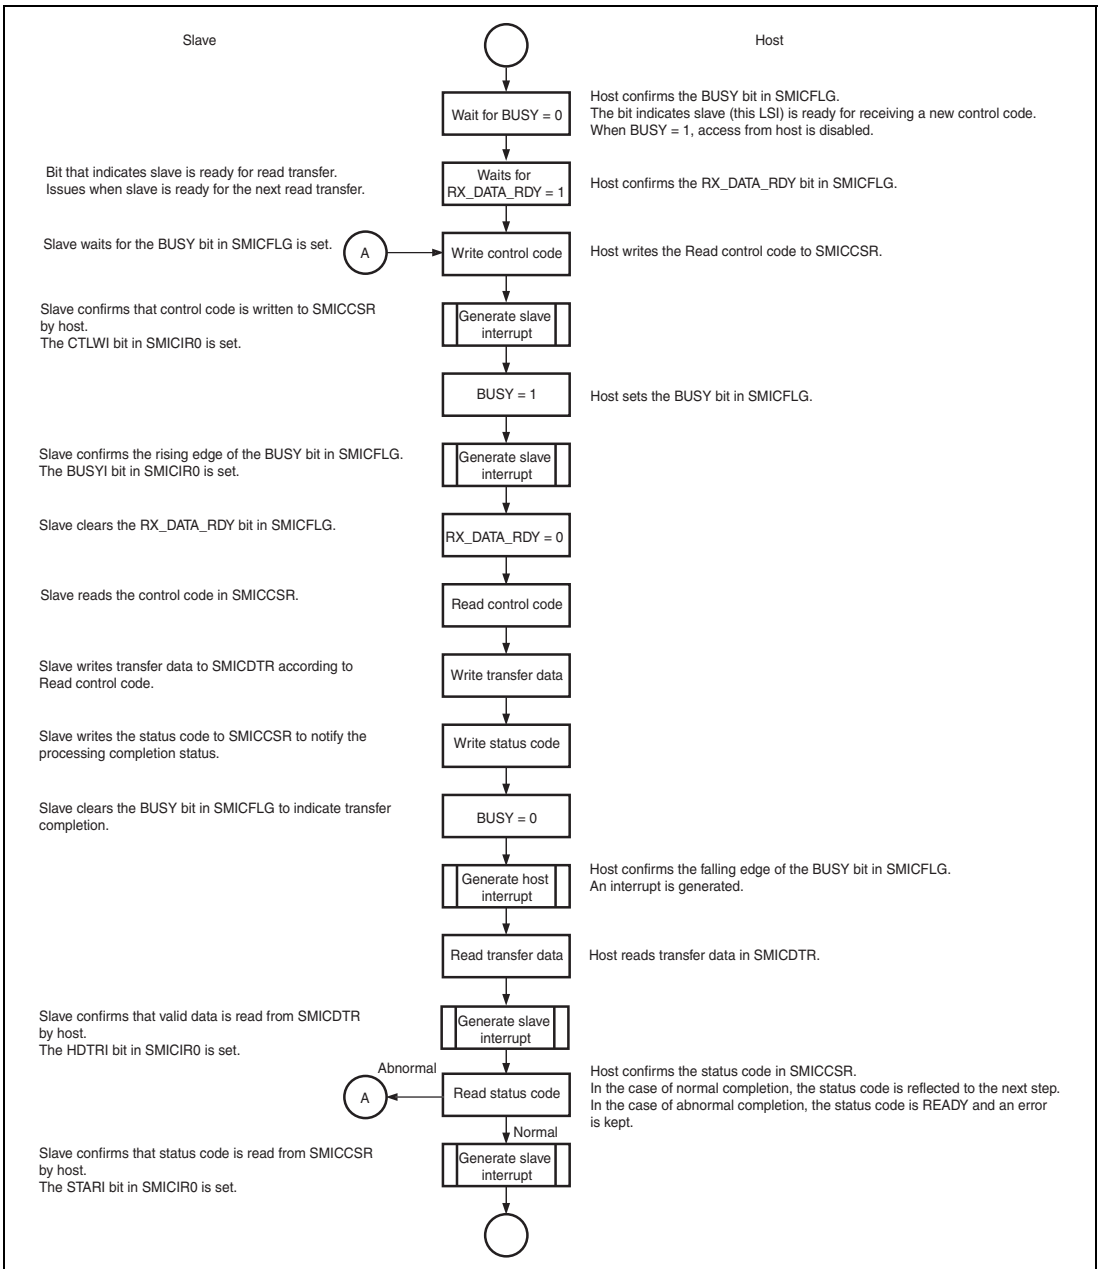 Slave
Host
Wait for BUSY = 0
Host confirms the BUSY bit in SMICFLG.
The bit indicates slave (this LSI) is ready for receiving a new control code.
When BUSY = 1, access from host is disabled.
Bit that indicates slave is ready for read transfer.
Issues when slave is ready for the next read transfer.
Waits for
RX_DATA_RDY = 1
Host confirms the RX_DATA_RDY bit in SMICFLG.
Slave waits for the BUSY bit in SMICFLG is set.
A
Write control code
Host writes the Read control code to SMICCSR.
Slave confirms that control code is written to SMICCSR
by host.
The CTLWI bit in SMICIR0 is set.
Generate slave
interrupt
BUSY = 1
Host sets the BUSY bit in SMICFLG.
Slave confirms the rising edge of the BUSY bit in SMICFLG.
The BUSYI bit in SMICIR0 is set.
Generate slave
interrupt
Slave clears the RX_DATA_RDY bit in SMICFLG.
RX_DATA_RDY = 0
Slave reads the control code in SMICCSR.
Read control code
Slave writes transfer data to SMICDTR according to
Read control code.
Write transfer data
Slave writes the status code to SMICCSR to notify the
processing completion status.
Write status code
Slave clears the BUSY bit in SMICFLG to indicate transfer
completion.
BUSY = 0
Generate host
interrupt
Host confirms the falling edge of the BUSY bit in SMICFLG.
An interrupt is generated.
Read transfer data
Host reads transfer data in SMICDTR.
Slave confirms that valid data is read from SMICDTR
by host.
The HDTRI bit in SMICIR0 is set.
Generate slave
interrupt
Abnormal
A
Read status code
Host confirms the status code in SMICCSR.
In the case of normal completion, the status code is reflected to the next step.
In the case of abnormal completion, the status code is READY and an error
is kept.
Normal
Slave confirms that status code is read from SMICCSR
by host.
The STARI bit in SMICIR0 is set.
Generate slave
interrupt